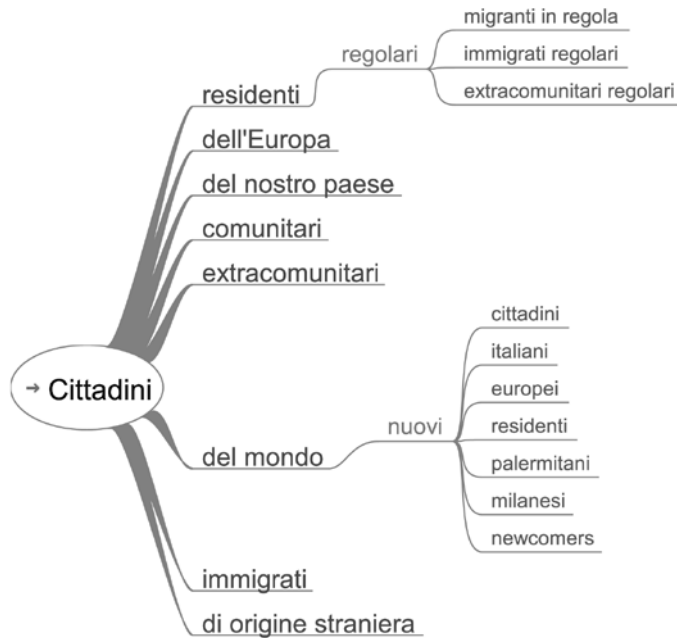 migranti in regola
regolari
immigrati regolari
extracomunitari regolari
residenti
dell'Europa
del nostro paese
comunitari
extracomunitari
cittadini
italiani
→ Cittadini
europei
nuovi
residenti
del mondo
palermitani
milanesi
newcomers
immigrati
di origine straniera